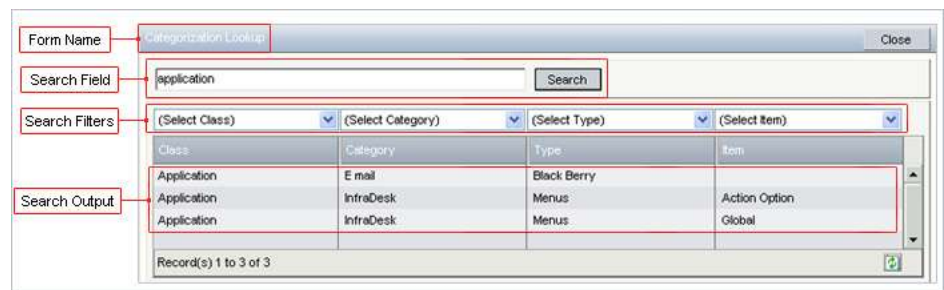 Form Name
Categorization Lookup
Close
Search Field
application
Search
Search Filters
(Select Class) (Select Category) (Select Type) (Select Item)
Class Category Type Item
Search Output
Application E mail Black Berry
Application InfraDesk Menus Action Option
Application InfraDesk Menus Global
Record(s) 1 to 3 of 3